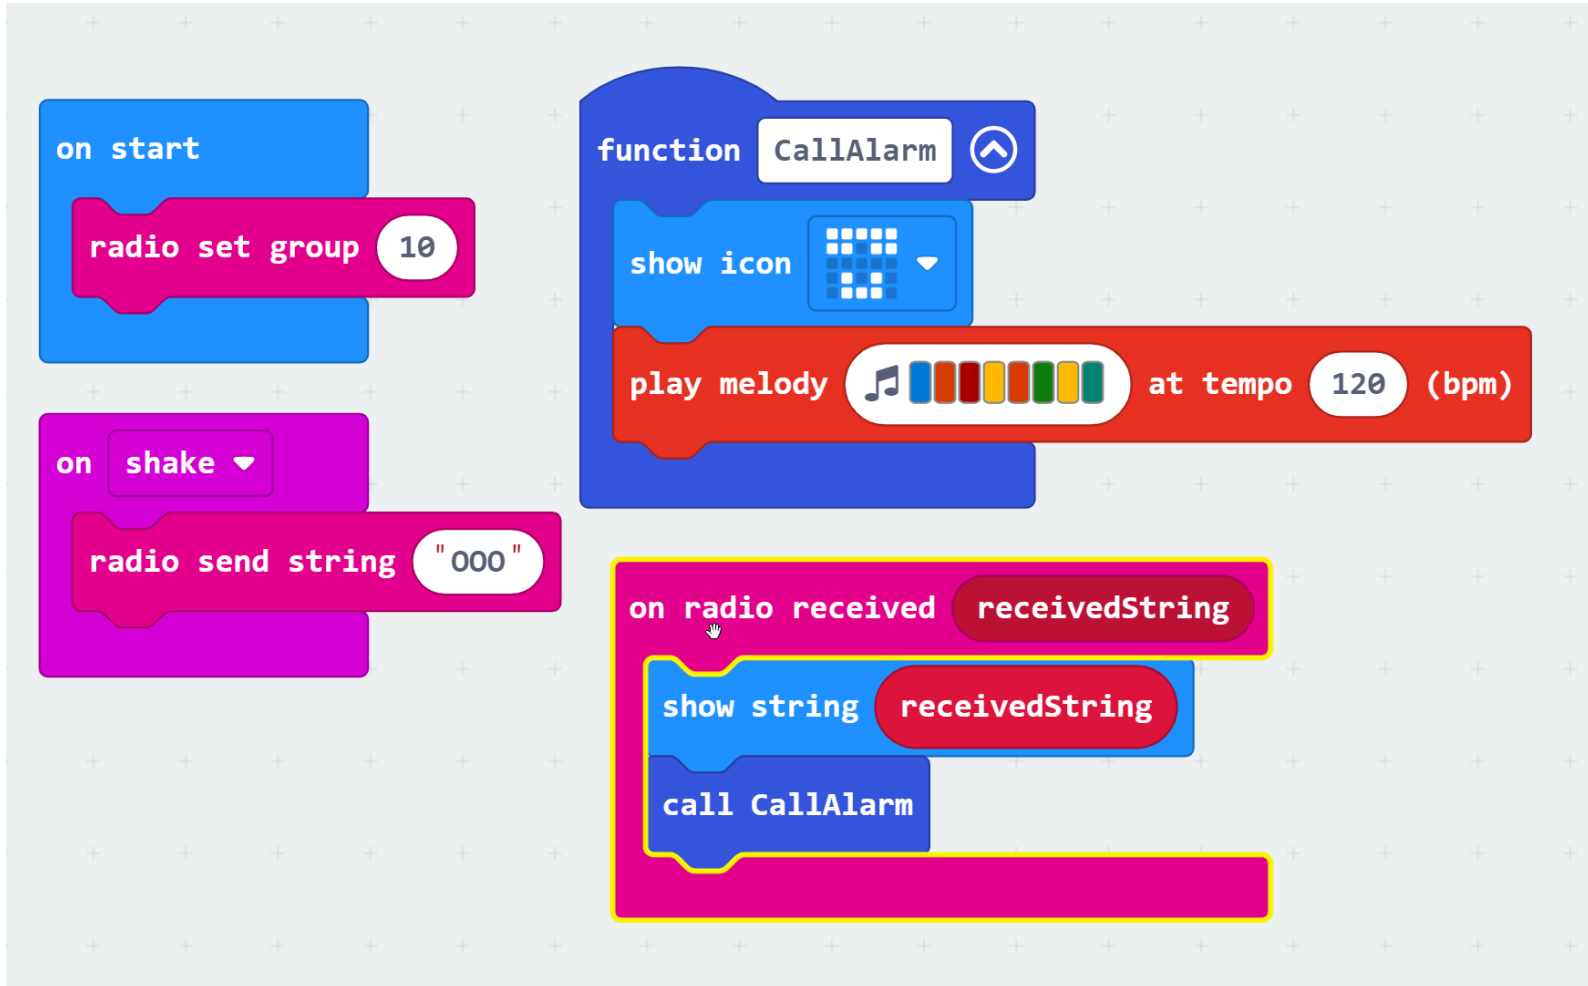 on start
radio set group 10
on shake
radio send string "OOO"
function CallAlarm
show icon
play melody at tempo 120 (bpm)
on radio received receivedString
show string receivedString
call CallAlarm